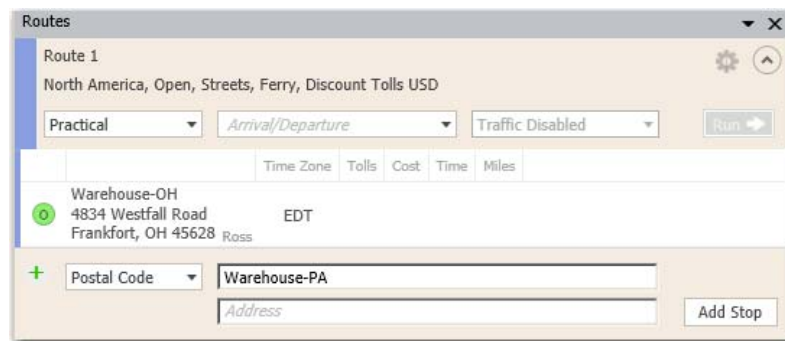 Routes
Route 1
North America, Open, Streets, Ferry, Discount Tolls USD
Practical Arrival/Departure Traffic Disabled Run
Time Zone Tolls Cost Time Miles
O
Warehouse-OH
4834 Westfall Road EDT
Frankfort, OH 45628 Ross
Postal Code Warehouse-PA
Address Add Stop